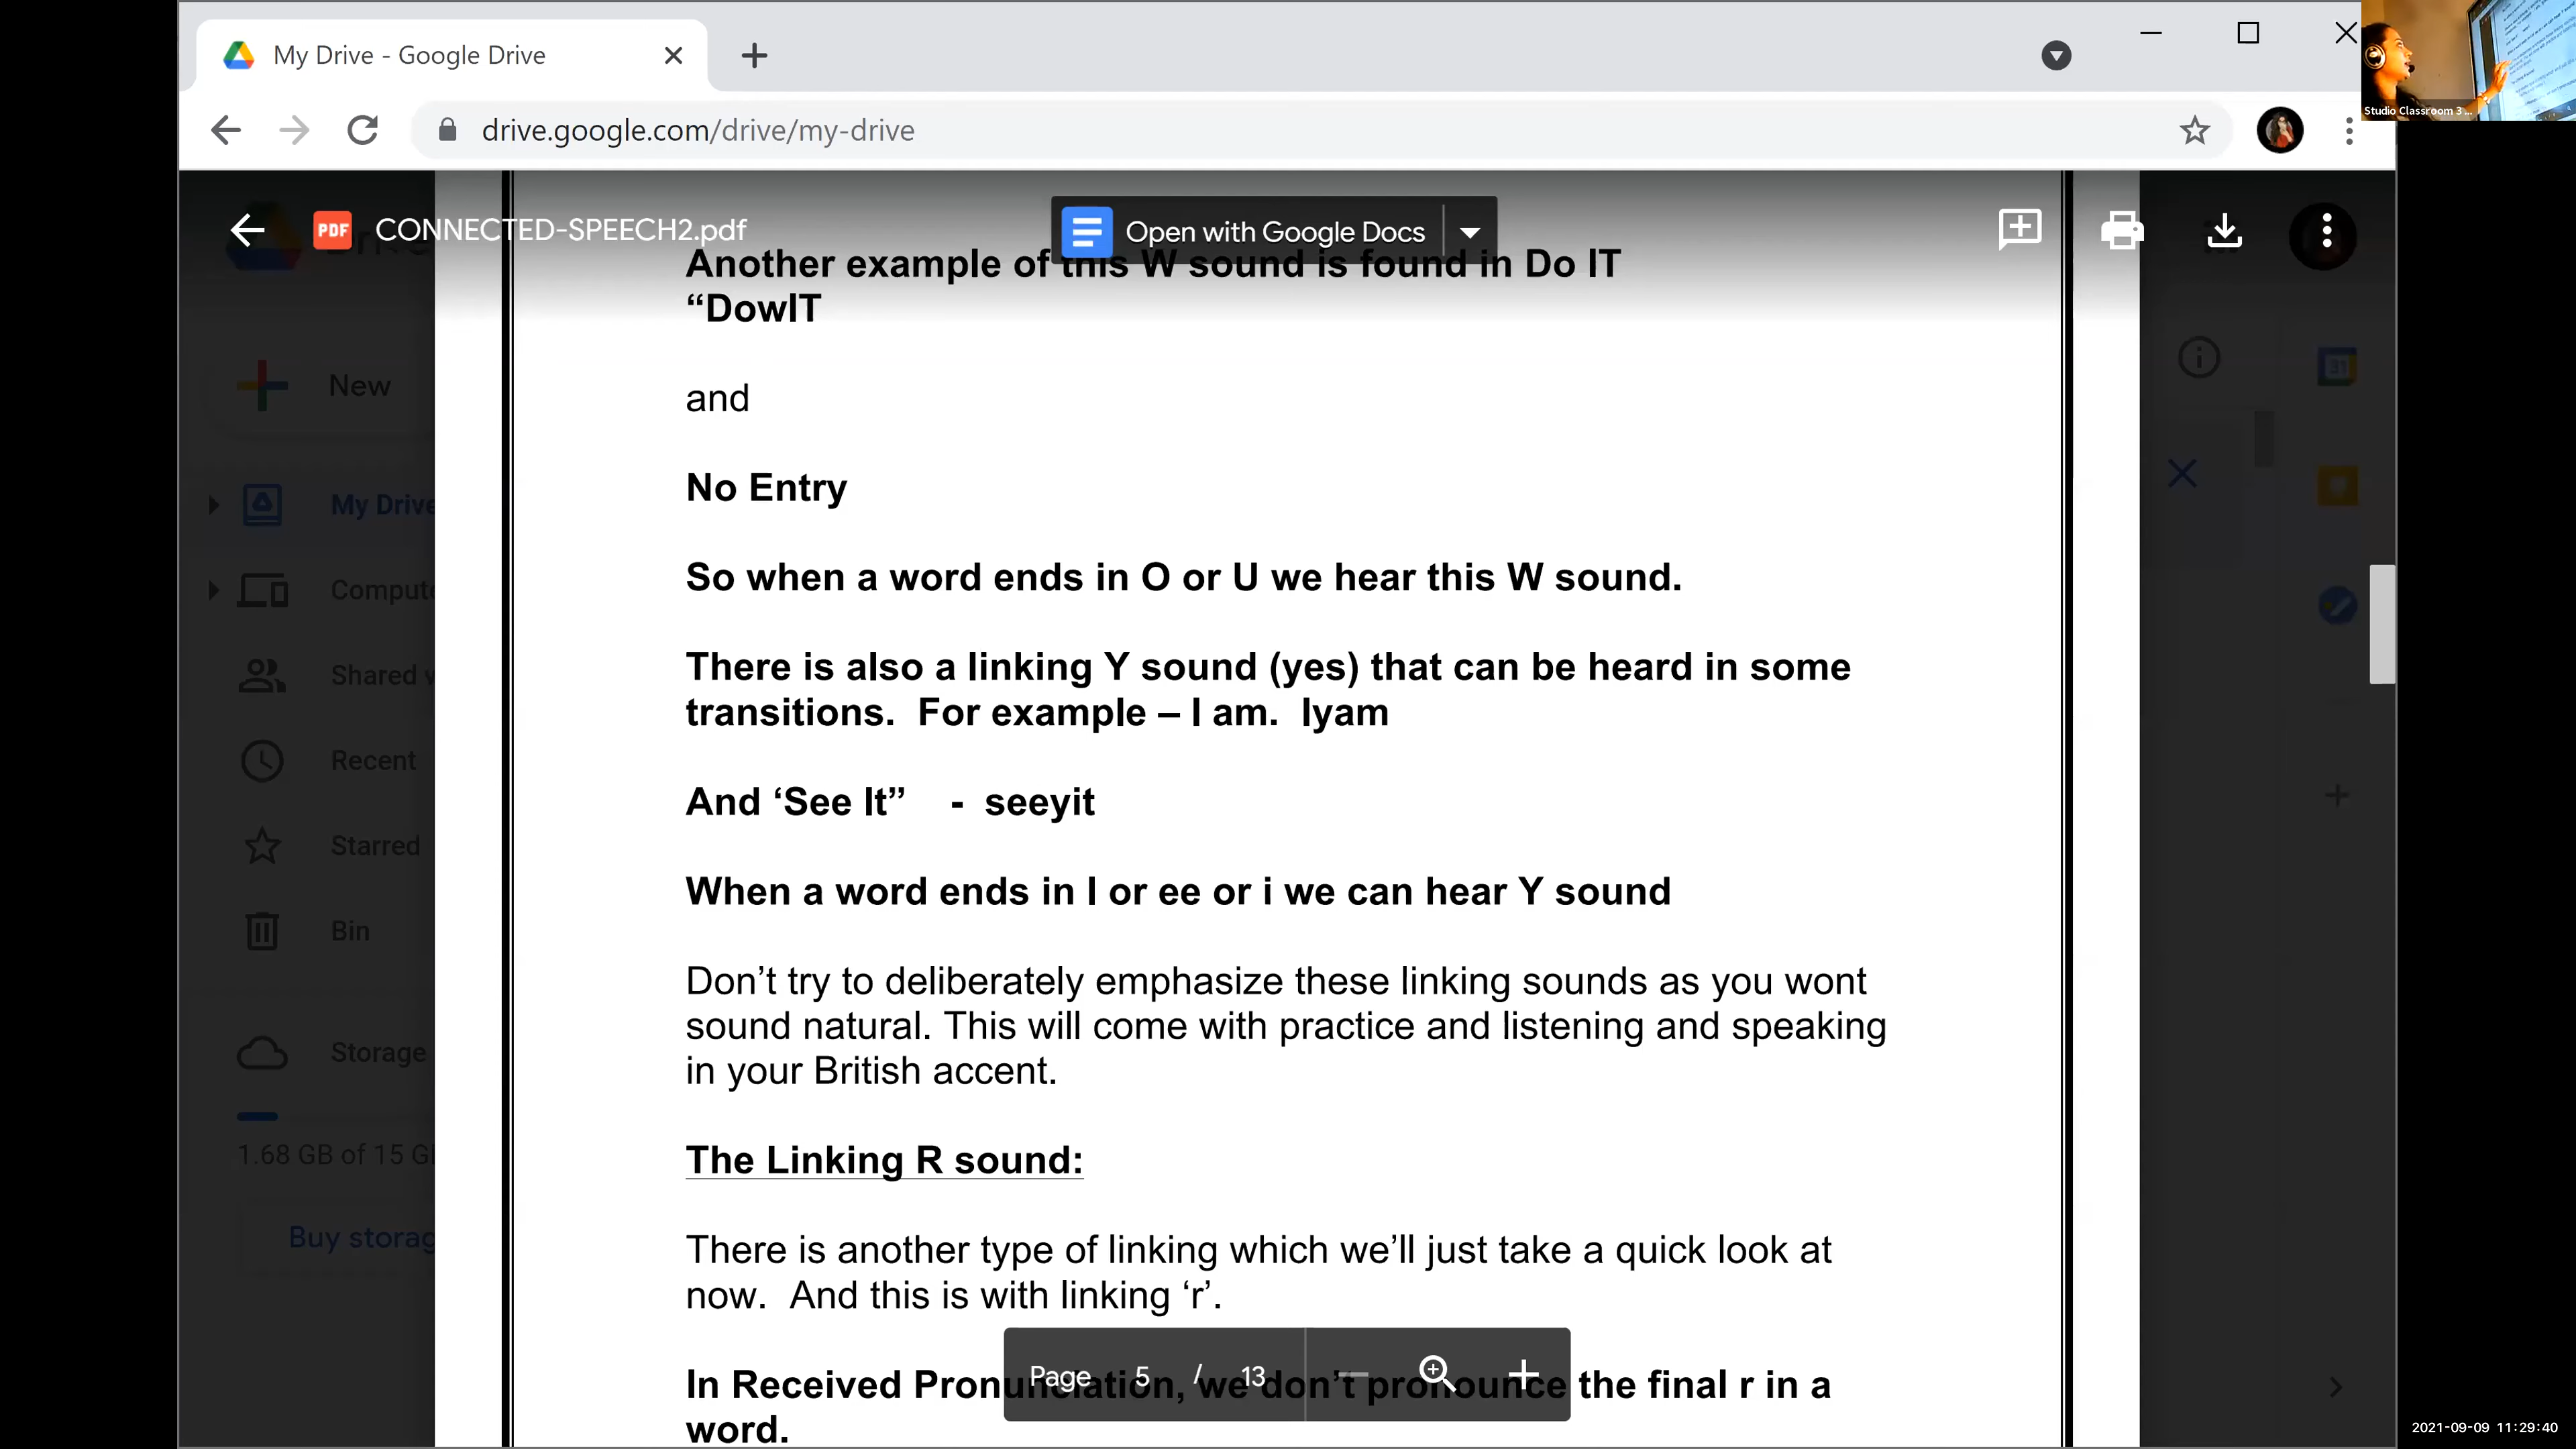 My Drive - Google Drive
drive.google.com/drive/my-drive
Studio Classroom 3 ...
PDF CONNECTED-SPEECH2.pdf
Open with Google Docs
Another example of this W sound is found in Do IT
“DowIT
and
No Entry
So when a word ends in O or U we hear this W sound.
There is also a linking Y sound (yes) that can be heard in some
transitions.  For example – I am.  Iyam
And ‘See It”    -  seeyit
When a word ends in I or ee or i we can hear Y sound
Don’t try to deliberately emphasize these linking sounds as you wont
sound natural. This will come with practice and listening and speaking
in your British accent.
The Linking R sound:
There is another type of linking which we’ll just take a quick look at
now.  And this is with linking ‘r’.
In Received Pronunciation, we don’t pronounce the final r in a
word.
Page 5 / 13
New
My Drive
Compute
Shared w
Recent
Starred
Bin
Storage
1.68 GB of 15 G
Buy storag
31
2021-09-09 11:29:40